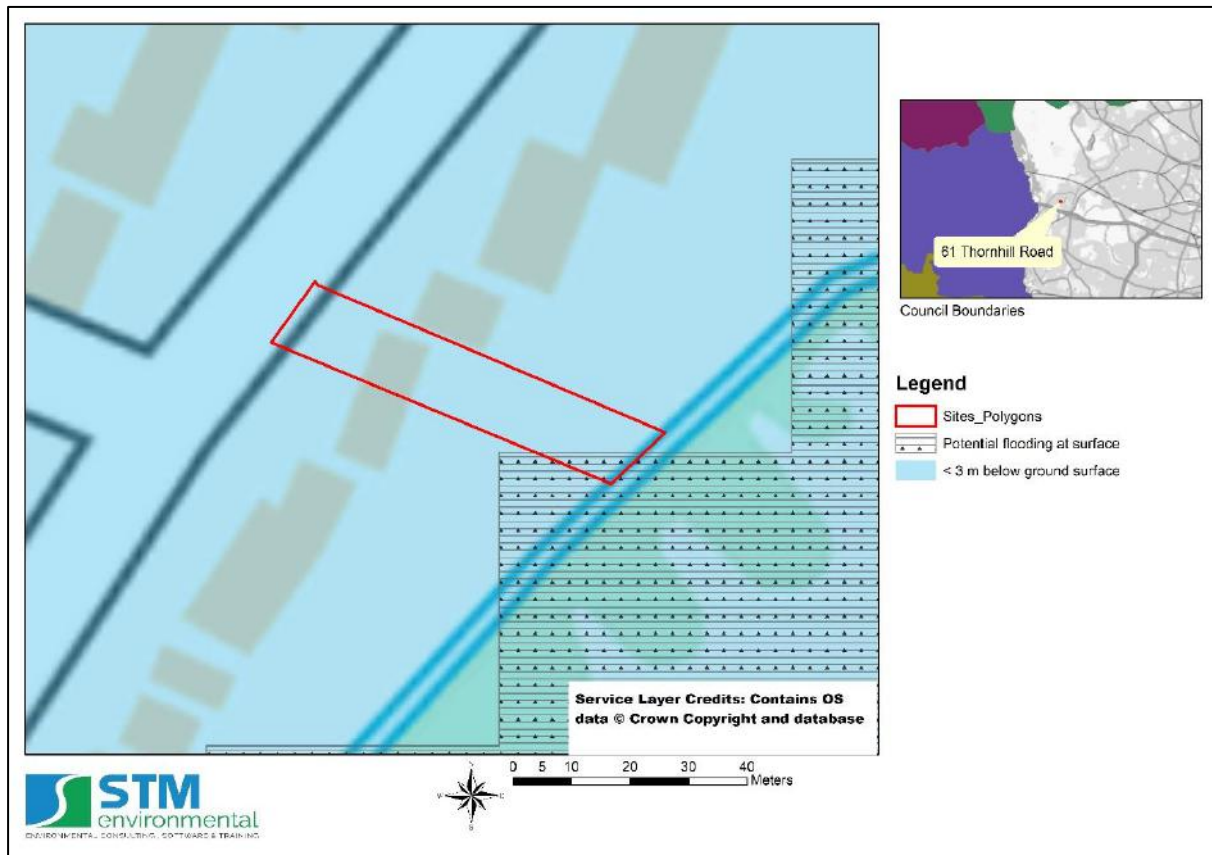 61 Thornhill Road
Council Boundaries
Legend
Sites_Polygons
Potential flooding at surface
< 3 m below ground surface
Service Layer Credits: Contains OS
data © Crown Copyright and database
0 5 10 20 30 40
Meters
STM
environmental
ENVIRONMENTAL CONSULTING, SOFTWARE & TRAINING